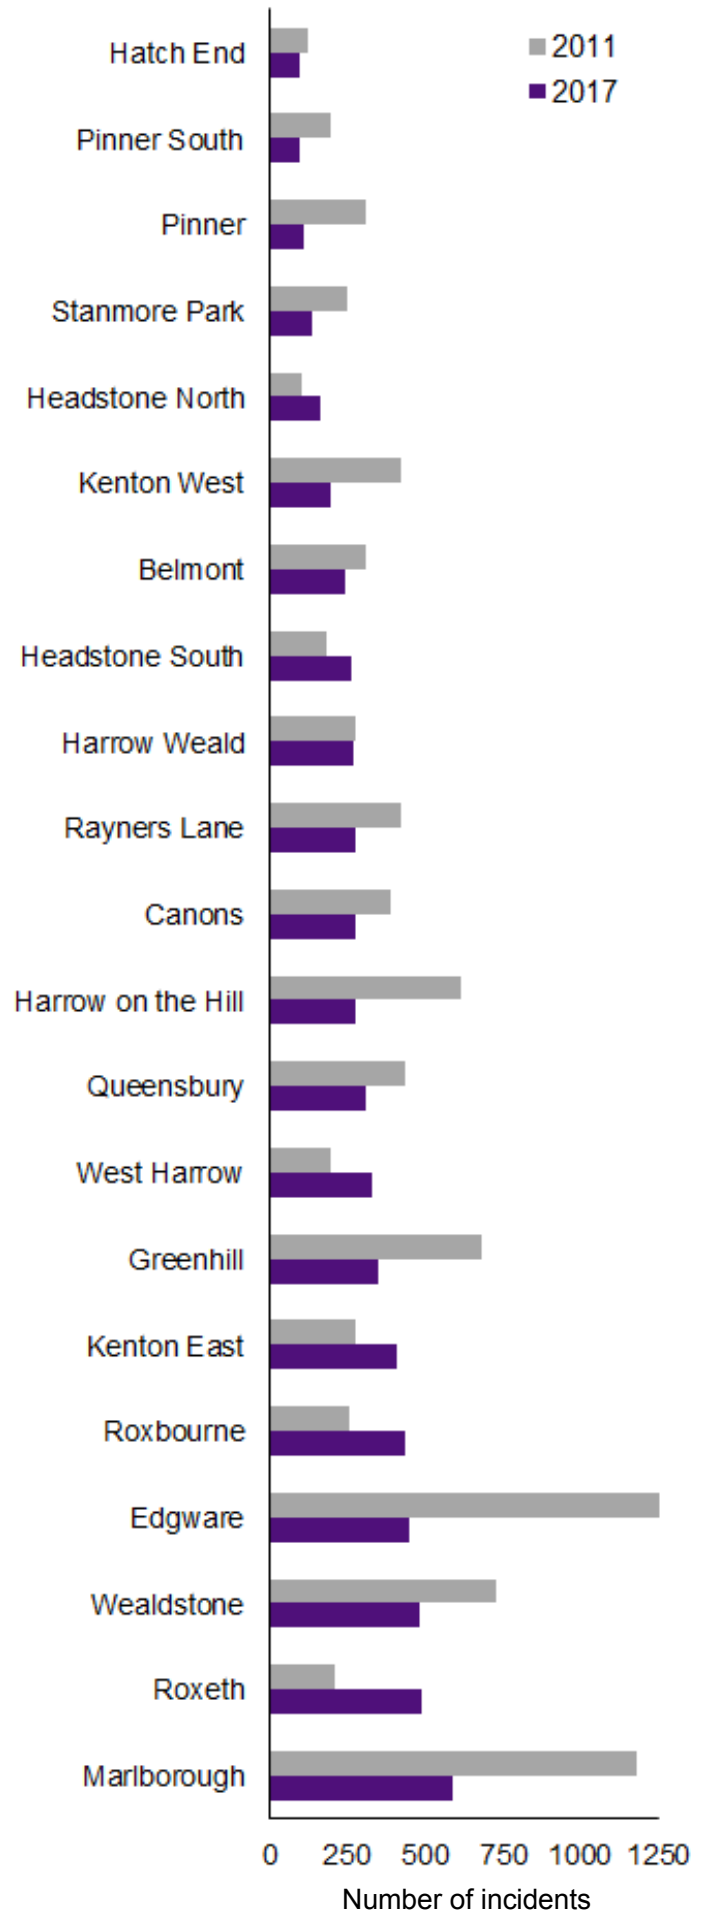 Hatch End
2011
2017
Pinner South
Pinner
Stanmore Park
Headstone North
Kenton West
Belmont
Headstone South
Harrow Weald
Rayners Lane
Canons
Harrow on the Hill
Queensbury
West Harrow
Greenhill
Kenton East
Roxbourne
Edgware
Wealdstone
Roxeth
Marlborough
0 250 500 750 1000 1250
Number of incidents